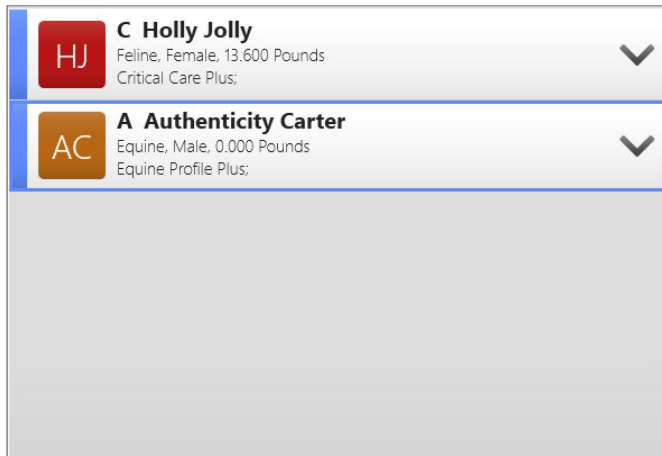 HJ
C Holly Jolly
Feline, Female, 13.600 Pounds
Critical Care Plus;
AC
A Authenticity Carter
Equine, Male, 0.000 Pounds
Equine Profile Plus;